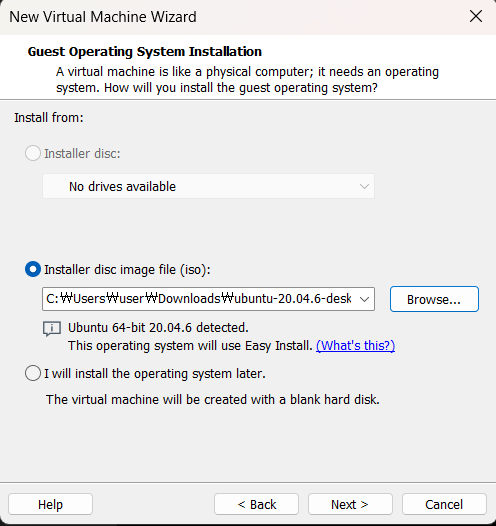 New Virtual Machine Wizard
Guest Operating System Installation
A virtual machine is like a physical computer; it needs an operating
system. How will you install the guest operating system?
Install from:
Installer disc:
No drives available
Installer disc image file (iso):
C:₩Users₩user₩Downloads₩ubuntu-20.04.6-desk
Browse...
Ubuntu 64-bit 20.04.6 detected.
This operating system will use Easy Install. (What's this?)
I will install the operating system later.
The virtual machine will be created with a blank hard disk.
Help
< Back
Next >
Cancel